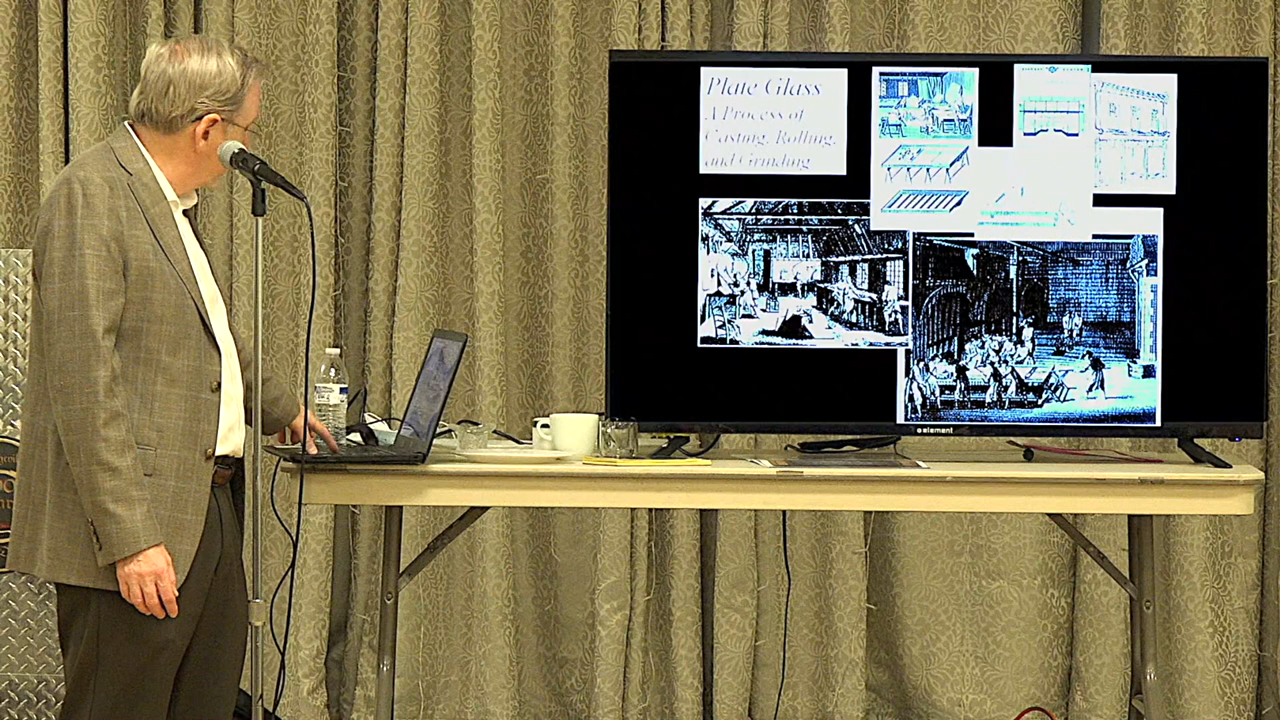 Plate Glass
A Process of
Casting, Rolling,
and Grinding
element